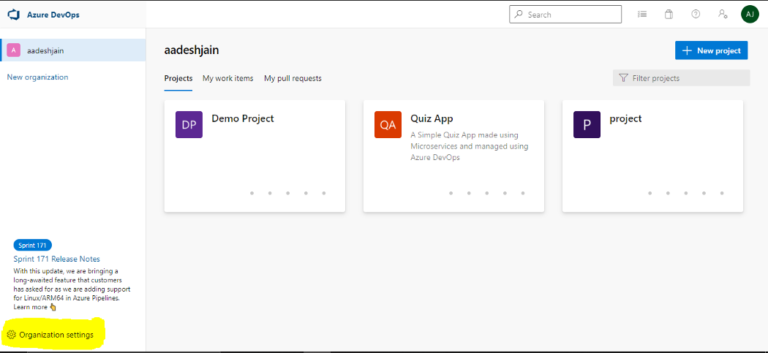 Azure DevOps
Search
AJ
A aadeshjain
New organization
aadeshjain
New project
Projects My work items My pull requests
Filter projects
DP Demo Project
QA Quiz App
A Simple Quiz App made using
Microservices and managed using
Azure DevOps
P project
Sprint 171
Sprint 171 Release Notes
With this update, we are bringing a
long-awaited feature that customers
has asked for as we are adding support
for Linux/ARM64 in Azure Pipelines.
Learn more
Organization settings